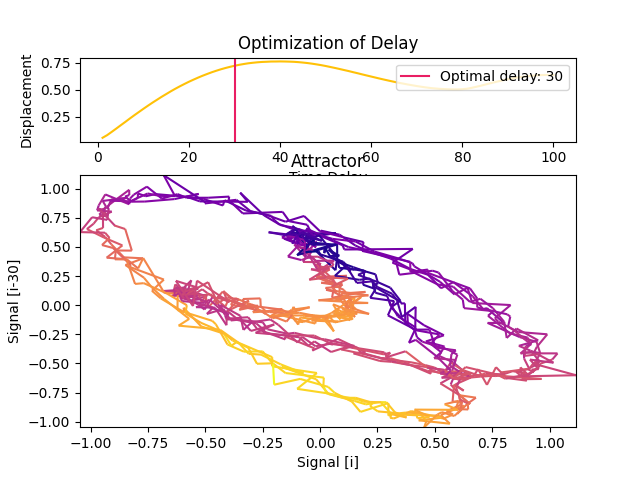 Optimization of Delay
Displacement
0.75
0.50
0.25
Optimal delay: 30
0 20 40 60 80 100
Time Delay
Attractor
Signal [i-30]
1.00
0.75
0.50
0.25
0.00
−0.25
−0.50
−0.75
−1.00
−1.00 −0.75 −0.50 −0.25 0.00 0.25 0.50 0.75 1.00
Signal [i]